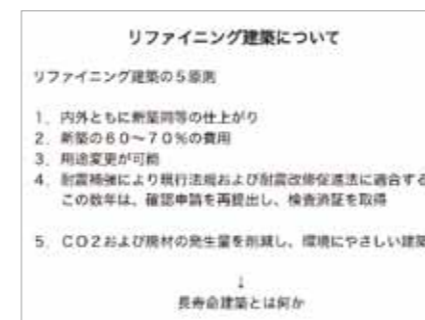 リファイニング建築について
リファイニング建築の5原則
1. 内外ともに新築同等の仕上がり
2. 新築の60〜70%の費用
3. 用途変更が可能
4. 耐震補強により現行法規および耐震改修促進法に適合する
この数年は、確認申請を再提出し、検査済証を取得
5. CO2および廃材の発生量を削減し、環境にやさしい建築
↓
長寿命建築とは何か